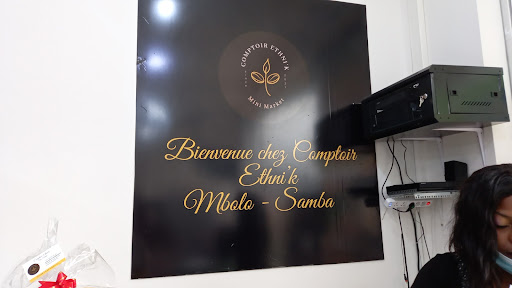 COMPTOIR ETHNI'K
Mini Market
Bienvenue chez Comptoir
Ethni'k
Mbolo - Samba